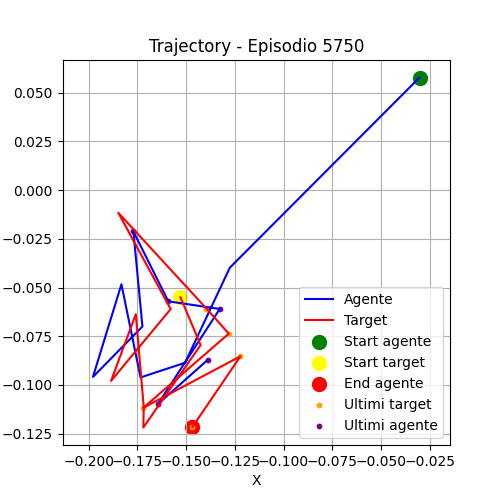 Trajectory - Episodio 5750
0.050
0.025
0.000
−0.025
−0.050
−0.075
−0.100
−0.125
Agente
Target
Start agente
Start target
End agente
Ultimi target
Ultimi agente
−0.200−0.175−0.150−0.125−0.100−0.075−0.050−0.025
X